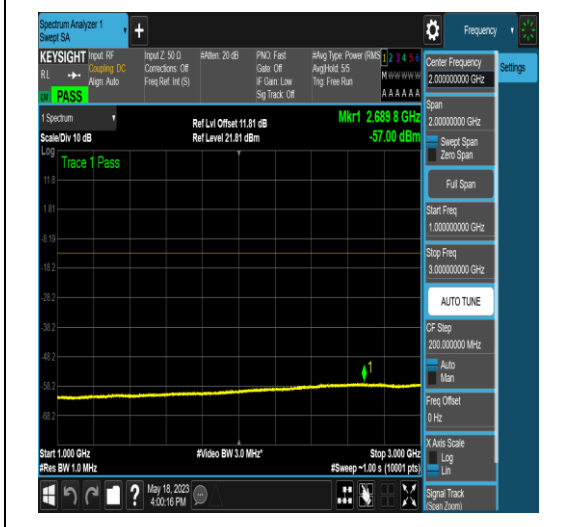 Spectrum Analyzer 1
Swept SA
+
Frequency
KEYSIGHT
RL
PASS
Input: RF
Coupling: DC
Align: Auto
Input Z: 50 Ω
Corrections: Off
Freq Ref: Int (S)
#Atten: 20 dB
PNO: Fast
Gate: Off
IF Gain: Low
Sig Track: Off
#Avg Type: Power (RMS)
Avg|Hold: 5/5
Trig: Free Run
1 2 3 4 5 6
M W W W W W
A A A A A A
Center Frequency
2.000000000 GHz
Settings
Span
2.00000000 GHz
Swept Span
Zero Span
Full Span
Start Freq
1.000000000 GHz
Stop Freq
3.000000000 GHz
AUTO TUNE
CF Step
200.000000 MHz
Auto
Man
Freq Offset
0 Hz
X Axis Scale
Log
Lin
Signal Track
(Span Zoom)
1 Spectrum
Scale/Div 10 dB
Ref Lvl Offset 11.81 dB
Ref Level 21.81 dBm
Mkr1 2.689 8 GHz
-57.00 dBm
Log
Trace 1 Pass
11.8
1.81
-8.19
-18.2
-28.2
-38.2
-48.2
-58.2
-68.2
1
Start 1.000 GHz
#Res BW 1.0 MHz
#Video BW 3.0 MHz*
Stop 3.000 GHz
#Sweep ~1.00 s (10001 pts)
?
May 18, 2023
4:00:16 PM